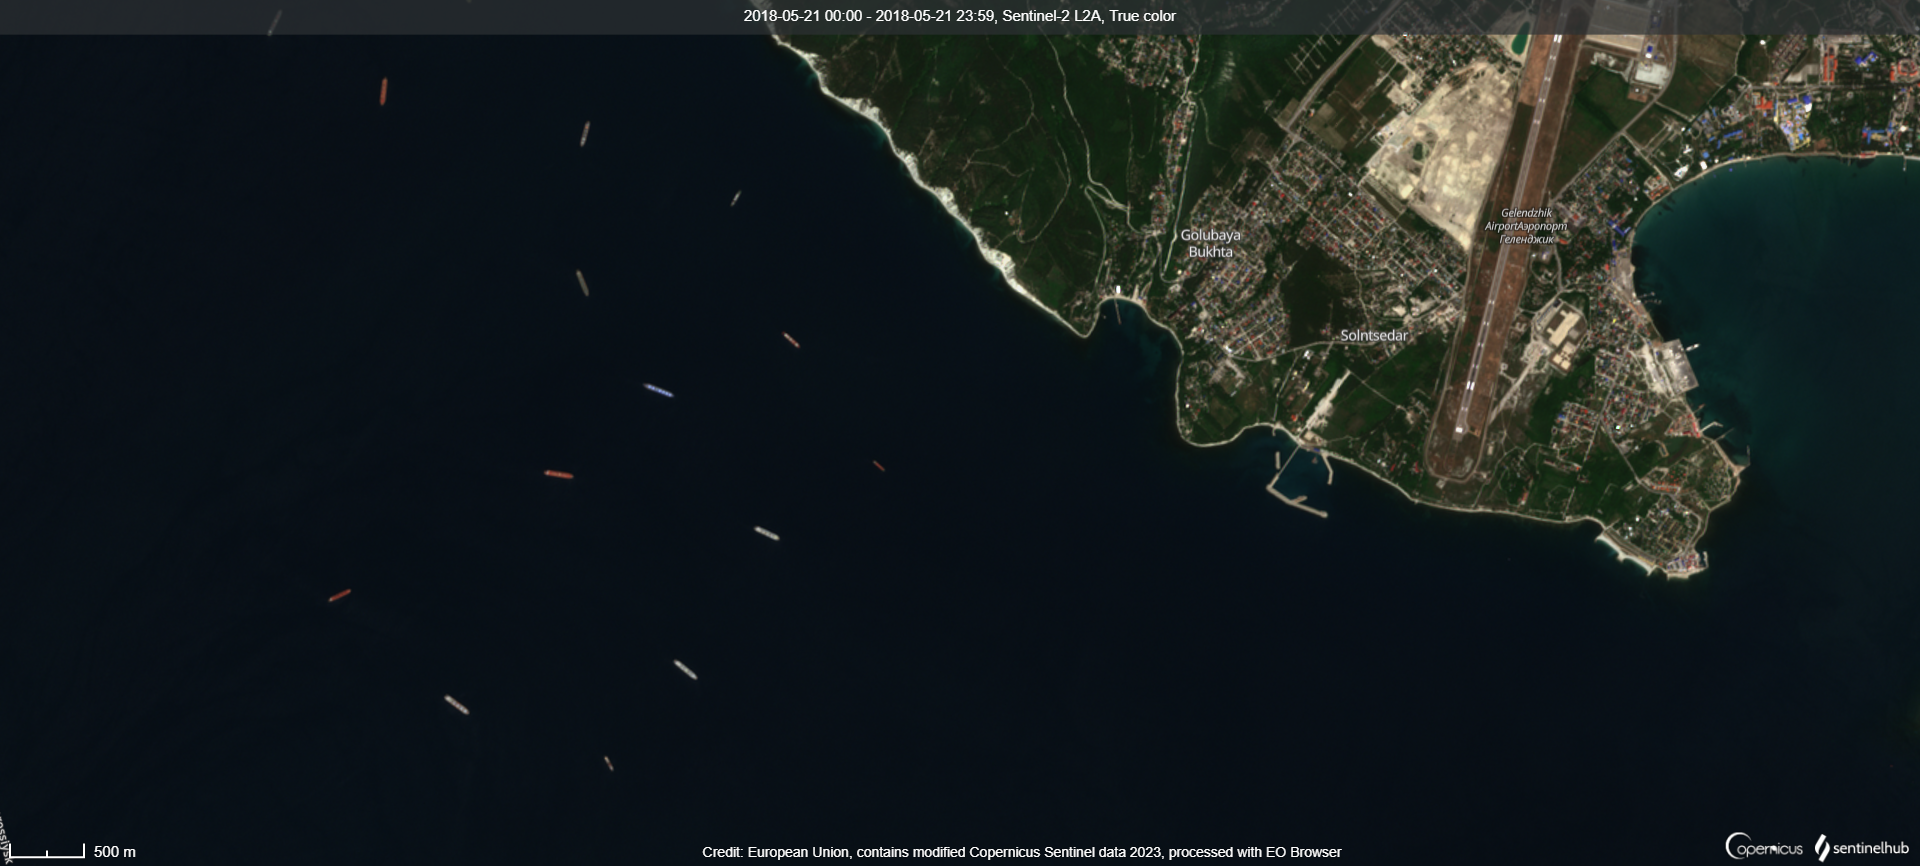 2018-05-21 00:00 - 2018-05-21 23:59, Sentinel-2 L2A, True color
Gelendzhik
AirportАэропорт
Геленджик
Golubaya
Bukhta
Solntsedar
500 m
Credit: European Union, contains modified Copernicus Sentinel data 2023, processed with EO Browser
Copernicus
sentinelhub